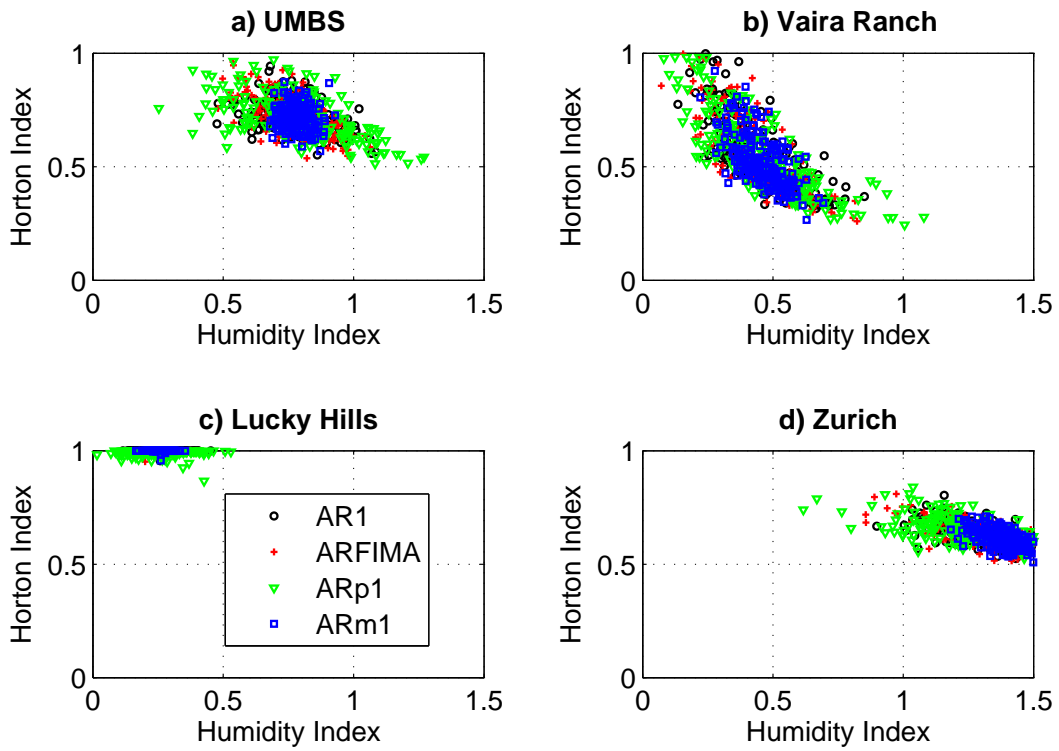 a) UMBS
1
0.5
0
Horton Index
0
0.5
1
1.5
Humidity Index
b) Vaira Ranch
1
0.5
0
Horton Index
0
0.5
1
1.5
Humidity Index
c) Lucky Hills
1
0.5
0
Horton Index
AR1
ARFIMA
ARp1
ARm1
0
0.5
1
1.5
Humidity Index
d) Zurich
1
0.5
0
Horton Index
0
0.5
1
1.5
Humidity Index